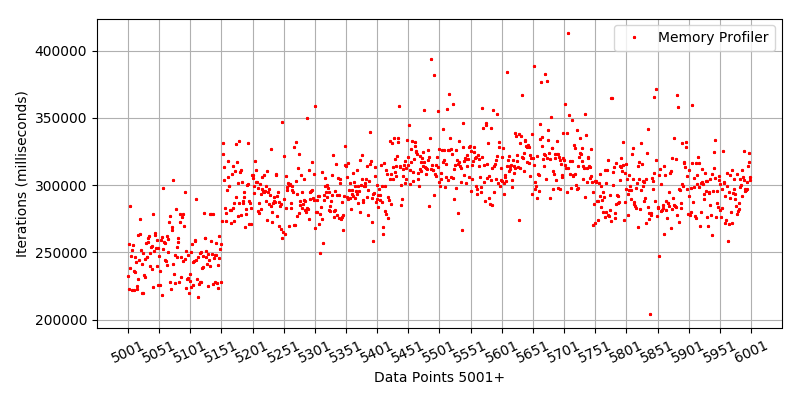 400000
Memory Profiler
350000
300000
250000
200000
Iterations (milliseconds)
5001 5051 5101 5151 5201 5251 5301 5351 5401 5451 5501 5551 5601 5651 5701 5751 5801 5851 5901 5951 6001
Data Points 5001+